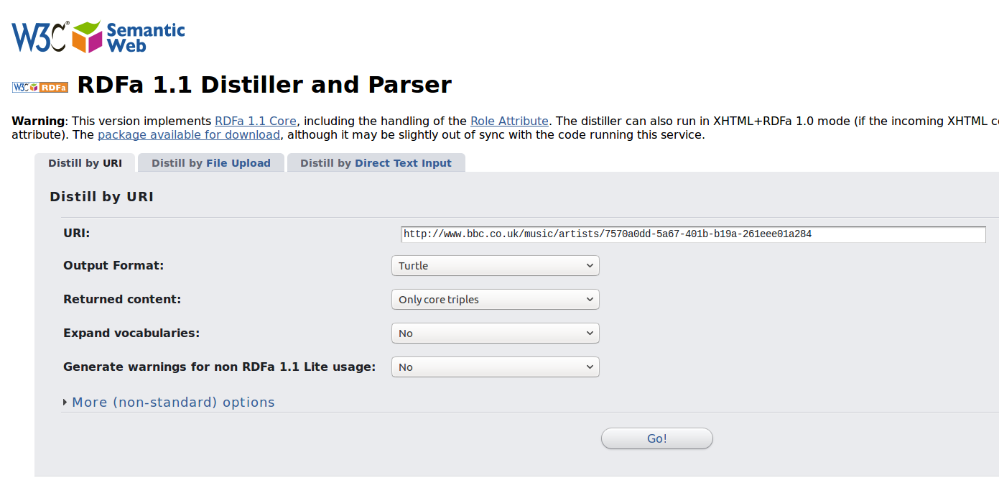 W3C® Semantic Web
W3C RDFa RDFa 1.1 Distiller and Parser
Warning: This version implements RDFa 1.1 Core, including the handling of the Role Attribute. The distiller can also run in XHTML+RDFa 1.0 mode (if the incoming XHTML
attribute). The package available for download, although it may be slightly out of sync with the code running this service.
Distill by URI Distill by File Upload Distill by Direct Text Input
Distill by URI
URI: http://www.bbc.co.uk/music/artists/7570a0dd-5a67-401b-b19a-261eee01a284
Output Format: Turtle
Returned content: Only core triples
Expand vocabularies: No
Generate warnings for non RDFa 1.1 Lite usage: No
More (non-standard) options
Go!